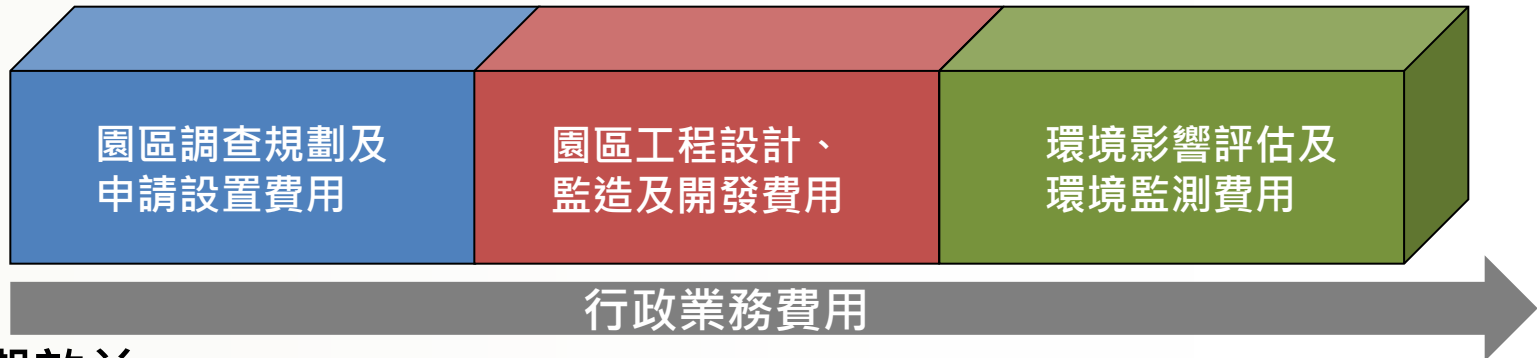 園區調查規劃及
申請設置費用
園區工程設計、
監造及開發費用
環境影響評估及
環境監測費用
行政業務費用